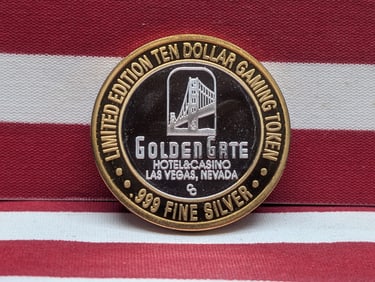 LIMITED EDITION TEN DOLLAR GAMING TOKEN
GOLDEN GATE
HOTEL&CASINO
LAS VEGAS, NEVADA
.999 FINE SILVER